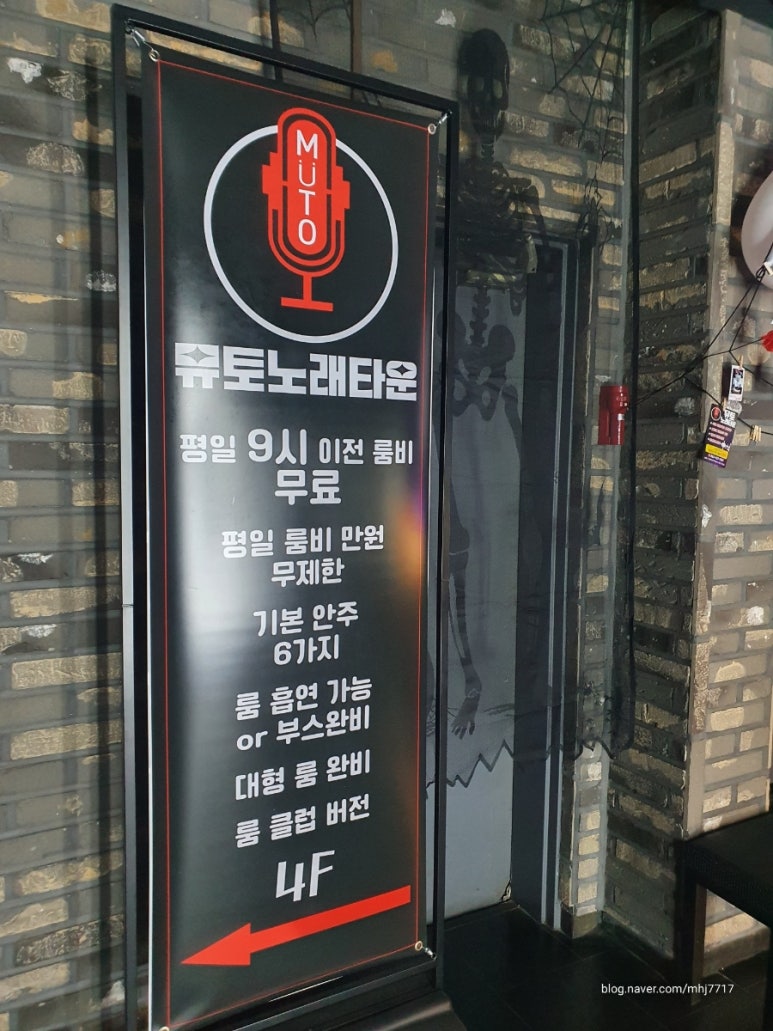 MÜTO
뮤토노래타운
평일 9시 이전 룸비
무료
평일 룸비 만원
무제한
기본 안주
6가지
룸 흡연 가능
or 부스완비
대형 룸 완비
룸 클럽 버전
4F
blog.naver.com/mhj7717